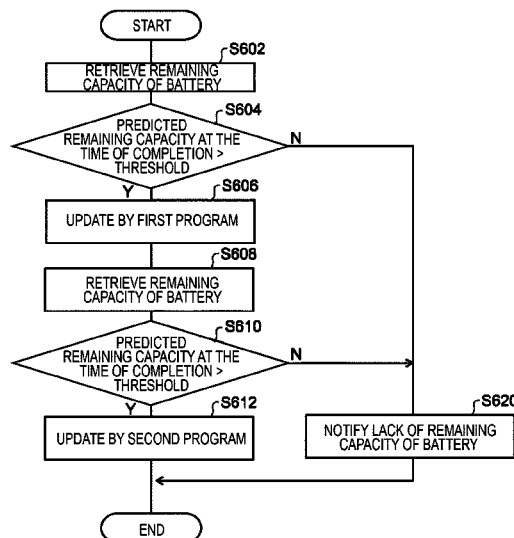 START
S602
RETRIEVE REMAINING
CAPACITY OF BATTERY
S604
PREDICTED
REMAINING CAPACITY AT THE
TIME OF COMPLETION >
THRESHOLD
N
Y
S606
UPDATE BY FIRST PROGRAM
S608
RETRIEVE REMAINING
CAPACITY OF BATTERY
S610
PREDICTED
REMAINING CAPACITY AT THE
TIME OF COMPLETION >
THRESHOLD
N
Y
S612
UPDATE BY SECOND PROGRAM
S620
NOTIFY LACK OF REMAINING
CAPACITY OF BATTERY
END